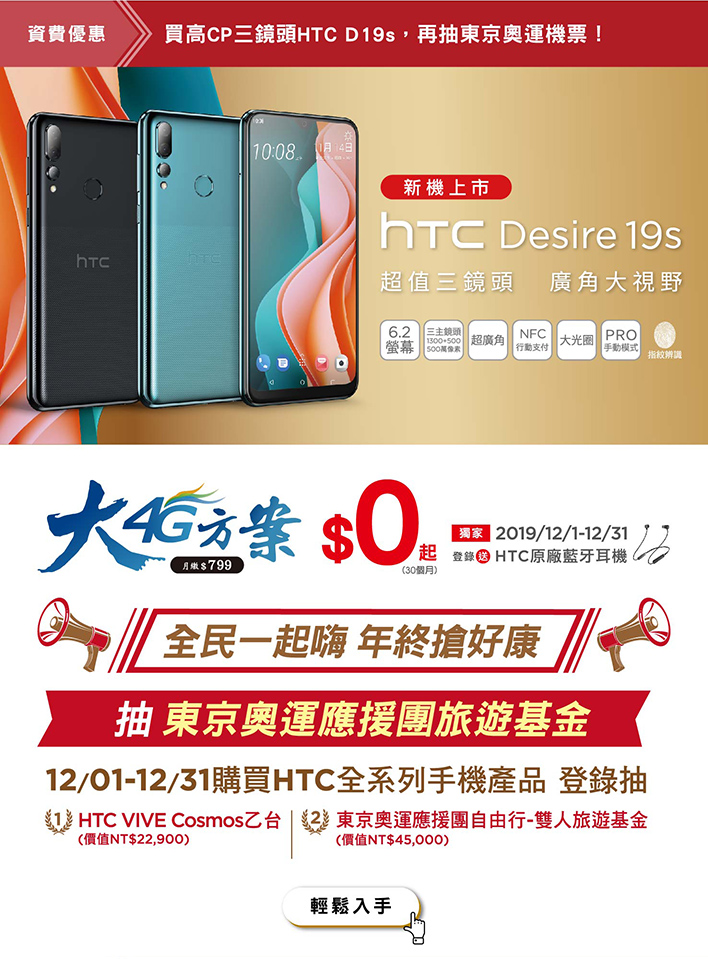 資費優惠
買高CP三鏡頭HTC D19s，再抽東京奧運機票！
10:08
hTC
hTC
新機上市
hTC Desire 19s
超值三鏡頭 廣角大視野
6.2
螢幕
三主鏡頭
1300+500
500萬像素
超廣角
NFC
行動支付
大光圈
PRO
手動模式
指紋辨識
大4G方案
月繳$799
$0起
(30個月)
獨家 2019/12/1-12/31
登錄送 HTC原廠藍牙耳機
全民一起嗨 年終搶好康
抽 東京奧運應援團旅遊基金
12/01-12/31購買HTC全系列手機產品 登錄抽
1 HTC VIVE Cosmos乙台
(價值NT$22,900)
2 東京奧運應援團自由行-雙人旅遊基金
(價值NT$45,000)
輕鬆入手